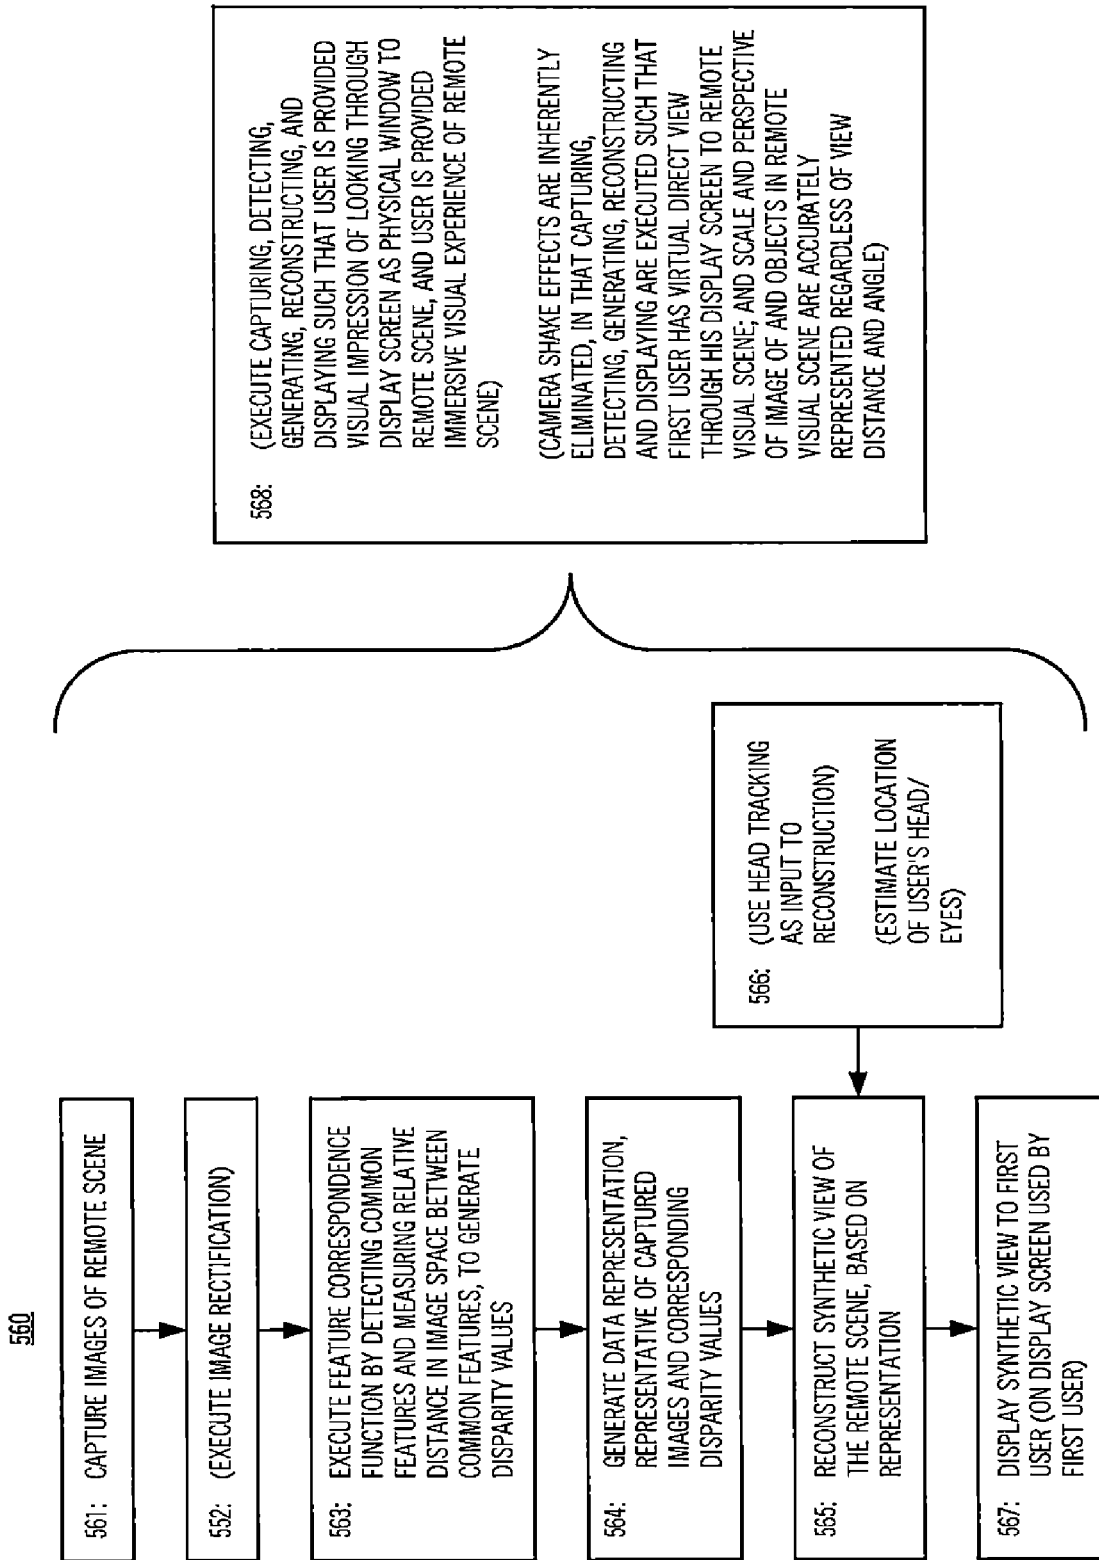 560
561: CAPTURE IMAGES OF REMOTE SCENE
552: (EXECUTE IMAGE RECTIFICATION)
563: EXECUTE FEATURE CORRESPONDENCE
FUNCTION BY DETECTING COMMON
FEATURES AND MEASURING RELATIVE
DISTANCE IN IMAGE SPACE BETWEEN
COMMON FEATURES, TO GENERATE
DISPARITY VALUES
564: GENERATE DATA REPRESENTATION,
REPRESENTATIVE OF CAPTURED
IMAGES AND CORRESPONDING
DISPARITY VALUES
565: RECONSTRUCT SYNTHETIC VIEW OF
THE REMOTE SCENE, BASED ON
REPRESENTATION
566: (USE HEAD TRACKING
AS INPUT TO
RECONSTRUCTION)
(ESTIMATE LOCATION
OF USER'S HEAD/
EYES)
567: DISPLAY SYNTHETIC VIEW TO FIRST
USER (ON DISPLAY SCREEN USED BY
FIRST USER)
568: (EXECUTE CAPTURING, DETECTING,
GENERATING, RECONSTRUCTING, AND
DISPLAYING SUCH THAT USER IS PROVIDED
VISUAL IMPRESSION OF LOOKING THROUGH
DISPLAY SCREEN AS PHYSICAL WINDOW TO
REMOTE SCENE, AND USER IS PROVIDED
IMMERSIVE VISUAL EXPERIENCE OF REMOTE
SCENE)
(CAMERA SHAKE EFFECTS ARE INHERENTLY
ELIMINATED, IN THAT CAPTURING,
DETECTING, GENERATING, RECONSTRUCTING
AND DISPLAYING ARE EXECUTED SUCH THAT
FIRST USER HAS VIRTUAL DIRECT VIEW
THROUGH HIS DISPLAY SCREEN TO REMOTE
VISUAL SCENE; AND SCALE AND PERSPECTIVE
OF IMAGE OF AND OBJECTS IN REMOTE
VISUAL SCENE ARE ACCURATELY
REPRESENTED REGARDLESS OF VIEW
DISTANCE AND ANGLE)